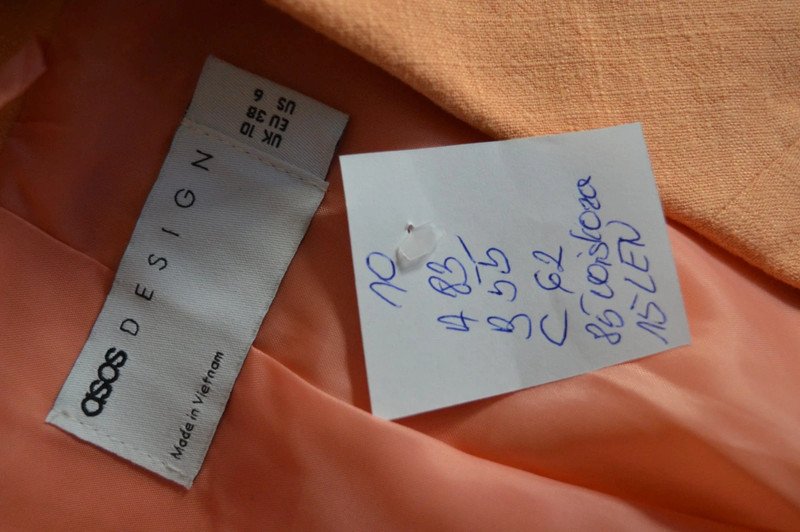 asos DESIGN
Made in Vietnam
UK 10
EU 38
US 6
10
A 83
B 55
C 62
85 wiskoza
15 LEN